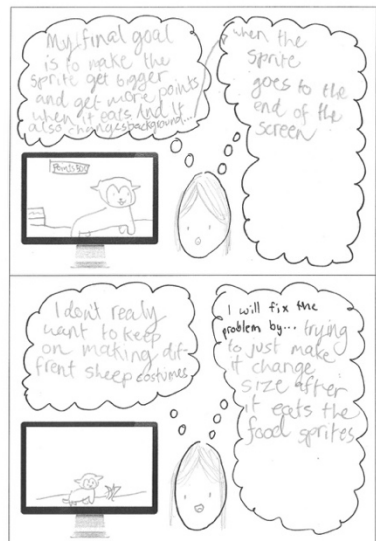 My final goal
is to make the
sprite get bigger
and get more points
when it eats And it
also changes background...
when the
sprite
goes to the
end of the
screen
I don't realy
want to keep
on making dif-
frent sheep costumes
I will fix the
problem by... trying
to just make
it change
size after
it eats the
food sprites